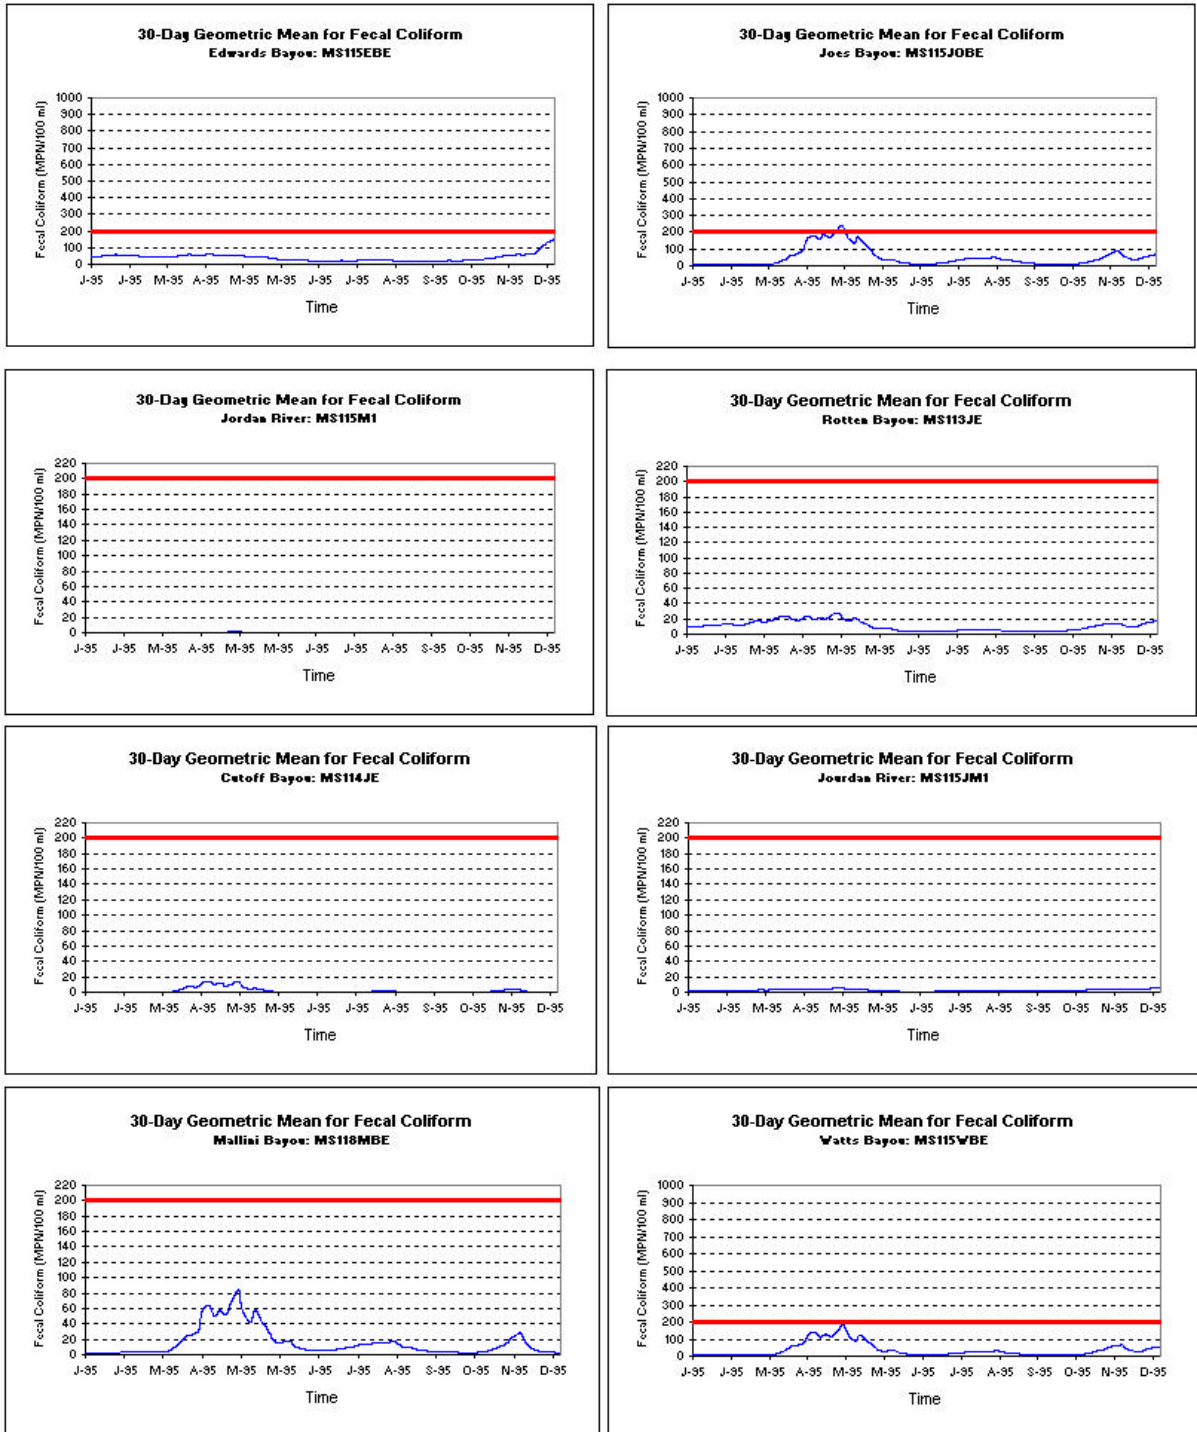 30-Day Geometric Mean for Fecal Coliform
Edwards Bayou: MS115EBE
Fecal Coliform (MPN/100 ml)
1000
900
800
700
600
500
400
300
200
100
0
J-95 J-95 M-95 A-95 M-95 M-95 J-95 J-95 A-95 S-95 O-95 N-95 D-95
Time
30-Day Geometric Mean for Fecal Coliform
Joes Bayou: MS115JOBE
Fecal Coliform (MPN/100 ml)
1000
900
800
700
600
500
400
300
200
100
0
J-95 J-95 M-95 A-95 M-95 M-95 J-95 J-95 A-95 S-95 O-95 N-95 D-95
Time
30-Day Geometric Mean for Fecal Coliform
Jordan River: MS115M1
Fecal Coliform (MPN/100 ml)
220
200
180
160
140
120
100
80
60
40
20
0
J-95 J-95 M-95 A-95 M-95 M-95 J-95 J-95 A-95 S-95 O-95 N-95 D-95
Time
30-Day Geometric Mean for Fecal Coliform
Rotten Bayou: MS113JE
Fecal Coliform (MPN/100 ml)
220
200
180
160
140
120
100
80
60
40
20
0
J-95 J-95 M-95 A-95 M-95 M-95 J-95 J-95 A-95 S-95 O-95 N-95 D-95
Time
30-Day Geometric Mean for Fecal Coliform
Cutoff Bayou: MS114JE
Fecal Coliform (MPN/100 ml)
220
200
180
160
140
120
100
80
60
40
20
0
J-95 J-95 M-95 A-95 M-95 M-95 J-95 J-95 A-95 S-95 O-95 N-95 D-95
Time
30-Day Geometric Mean for Fecal Coliform
Jourdan River: MS115JM1
Fecal Coliform (MPN/100 ml)
220
200
180
160
140
120
100
80
60
40
20
0
J-95 J-95 M-95 A-95 M-95 M-95 J-95 J-95 A-95 S-95 O-95 N-95 D-95
Time
30-Day Geometric Mean for Fecal Coliform
Mallini Bayou: MS118MBE
Fecal Coliform (MPN/100 ml)
220
200
180
160
140
120
100
80
60
40
20
0
J-95 J-95 M-95 A-95 M-95 M-95 J-95 J-95 A-95 S-95 O-95 N-95 D-95
Time
30-Day Geometric Mean for Fecal Coliform
Watts Bayou: MS115WBE
Fecal Coliform (MPN/100 ml)
1000
900
800
700
600
500
400
300
200
100
0
J-95 J-95 M-95 A-95 M-95 M-95 J-95 J-95 A-95 S-95 O-95 N-95 D-95
Time